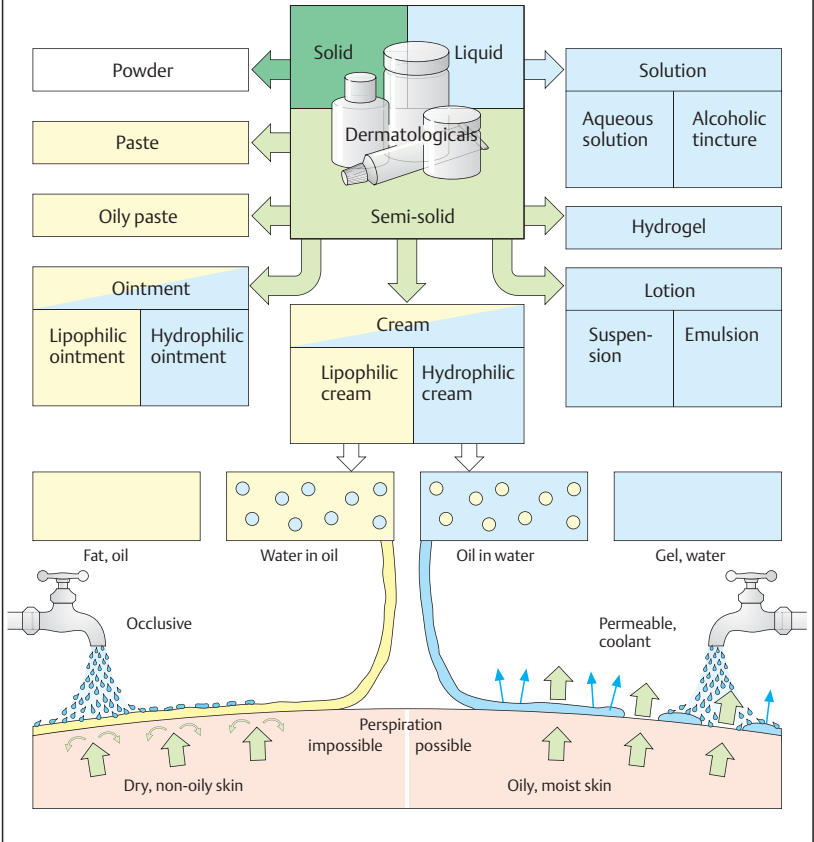 Solid
Liquid
Dermatologicals
Semi-solid
Powder
Paste
Oily paste
Ointment
Lipophilic
ointment
Hydrophilic
ointment
Cream
Lipophilic
cream
Hydrophilic
cream
Solution
Aqueous
solution
Alcoholic
tincture
Hydrogel
Lotion
Suspen-
sion
Emulsion
Fat, oil
Water in oil
Oil in water
Gel, water
Occlusive
Permeable,
coolant
Perspiration
impossible
possible
Dry, non-oily skin
Oily, moist skin